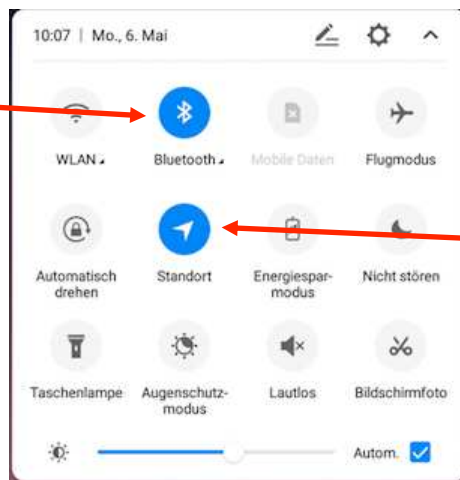 10:07 | Mo., 6. Mai
WLAN Bluetooth Mobile Daten Flugmodus
Automatisch Standort Energiespar- Nicht stören
drehen modus
Taschenlampe Augenschutz- Lautlos Bildschirmfoto
modus
Autom.